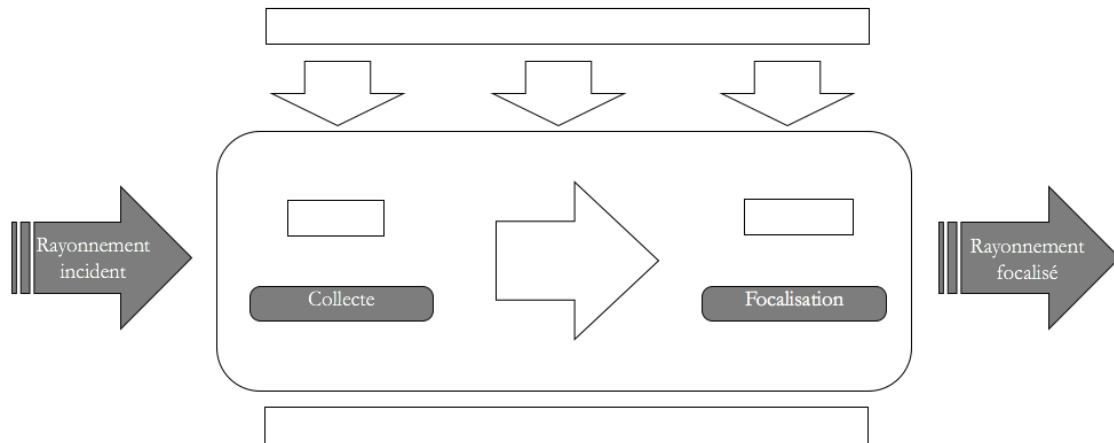 Rayonnement
incident
Collecte
Focalisation
Rayonnement
focalisé